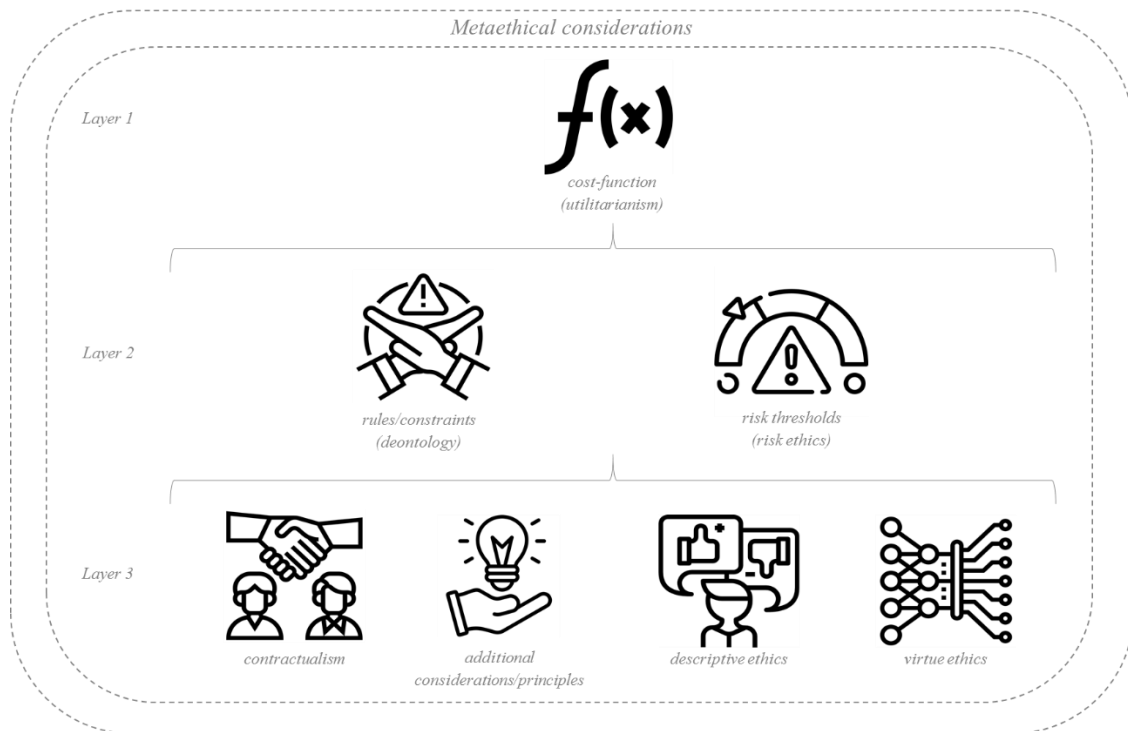 Metaethical considerations
Layer 1
f(x)
cost-function
(utilitarianism)
Layer 2
rules/constraints
(deontology)
risk thresholds
(risk ethics)
Layer 3
contractualism
additional
considerations/principles
descriptive ethics
virtue ethics